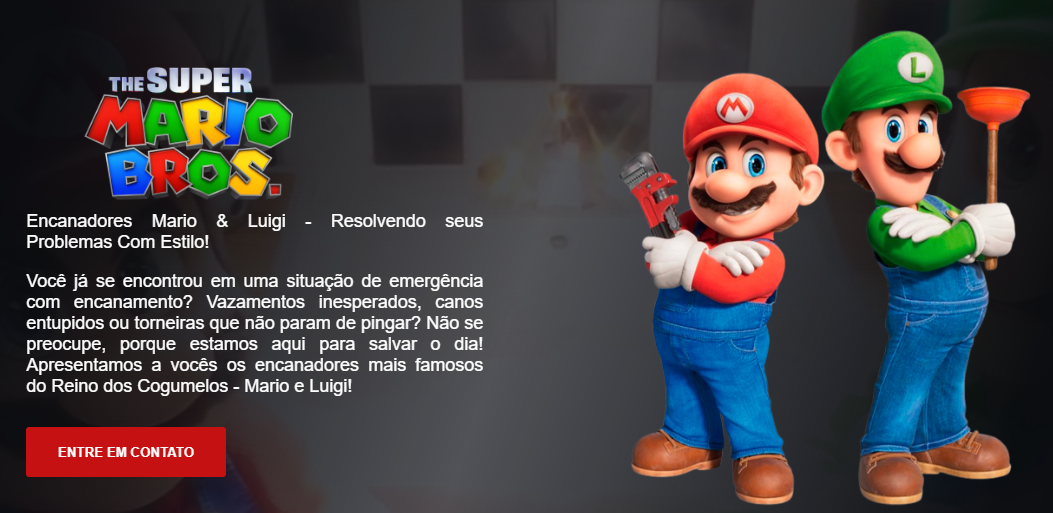 THE SUPER
MARIO
BROS.
Encanadores Mario & Luigi - Resolvendo seus
Problemas Com Estilo!
Você já se encontrou em uma situação de emergência
com encanamento? Vazamentos inesperados, canos
entupidos ou torneiras que não param de pingar? Não se
preocupe, porque estamos aqui para salvar o dia!
Apresentamos a vocês os encanadores mais famosos
do Reino dos Cogumelos - Mario e Luigi!
ENTRE EM CONTATO
M
L